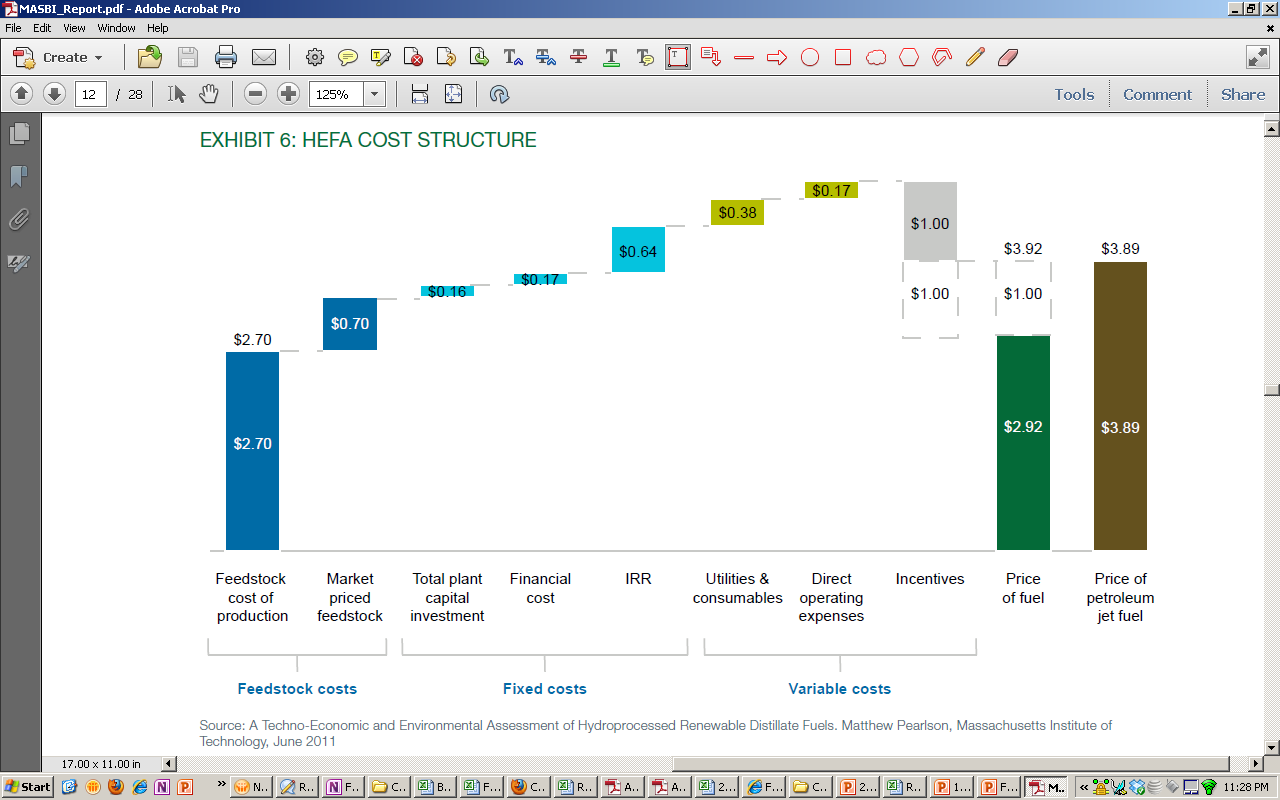 MASBI_Report.pdf - Adobe Acrobat Pro
File Edit View Window Help
Create
12 / 28 125% Tools Comment Share
EXHIBIT 6: HEFA COST STRUCTURE
$0.17
$0.38
$1.00
$0.64
$3.92 $3.89
$0.17
$0.16
$1.00 $1.00
$0.70
$2.70
$2.70
$2.92 $3.89
Feedstock cost of production
Market priced feedstock
Total plant capital investment
Financial cost
IRR
Utilities & consumables
Direct operating expenses
Incentives
Price of fuel
Price of petroleum jet fuel
Feedstock costs Fixed costs Variable costs
Source: A Techno-Economic and Environmental Assessment of Hydroprocessed Renewable Distillate Fuels. Matthew Pearlson, Massachusetts Institute of
Technology, June 2011
17.00 x 11.00 in
Start » N... R... F... C... B... F... C... R... A... A... 2... F... C... 2... R... 1... F... M... « 11:28 PM